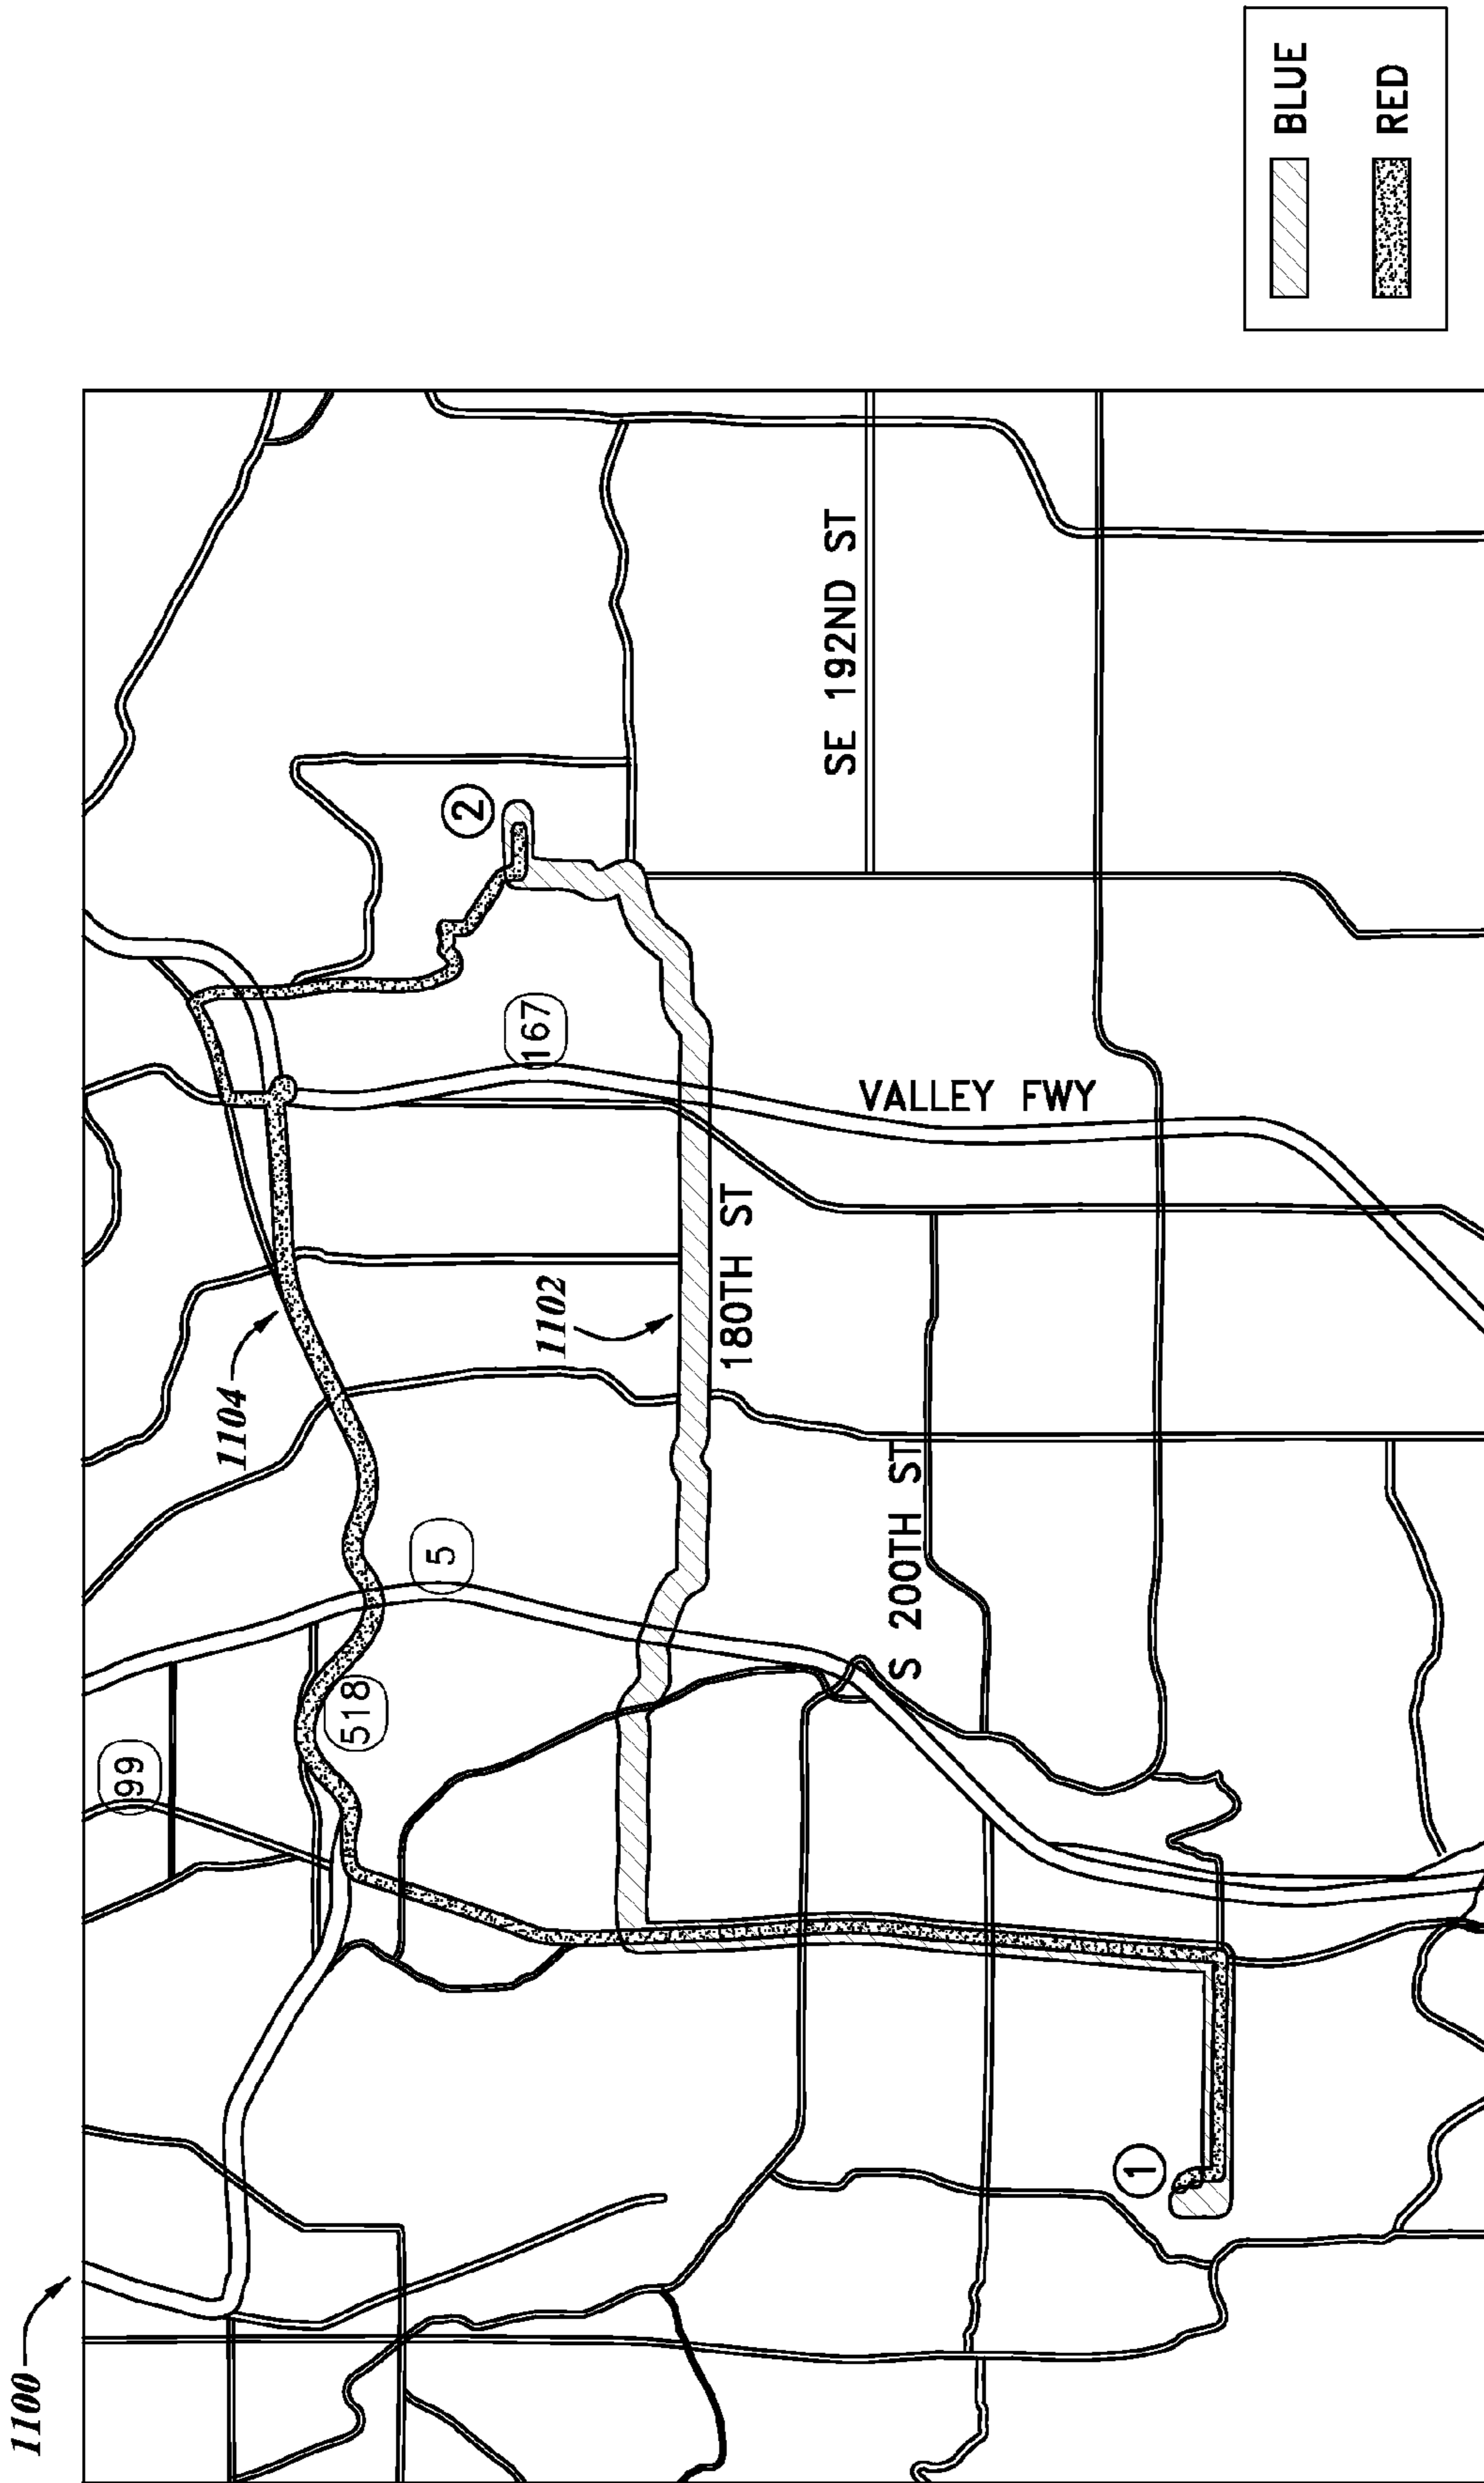 1100
99
518
5
1104
1102
167
2
1
180TH ST
S 200TH ST
SE 192ND ST
VALLEY FWY
BLUE
RED